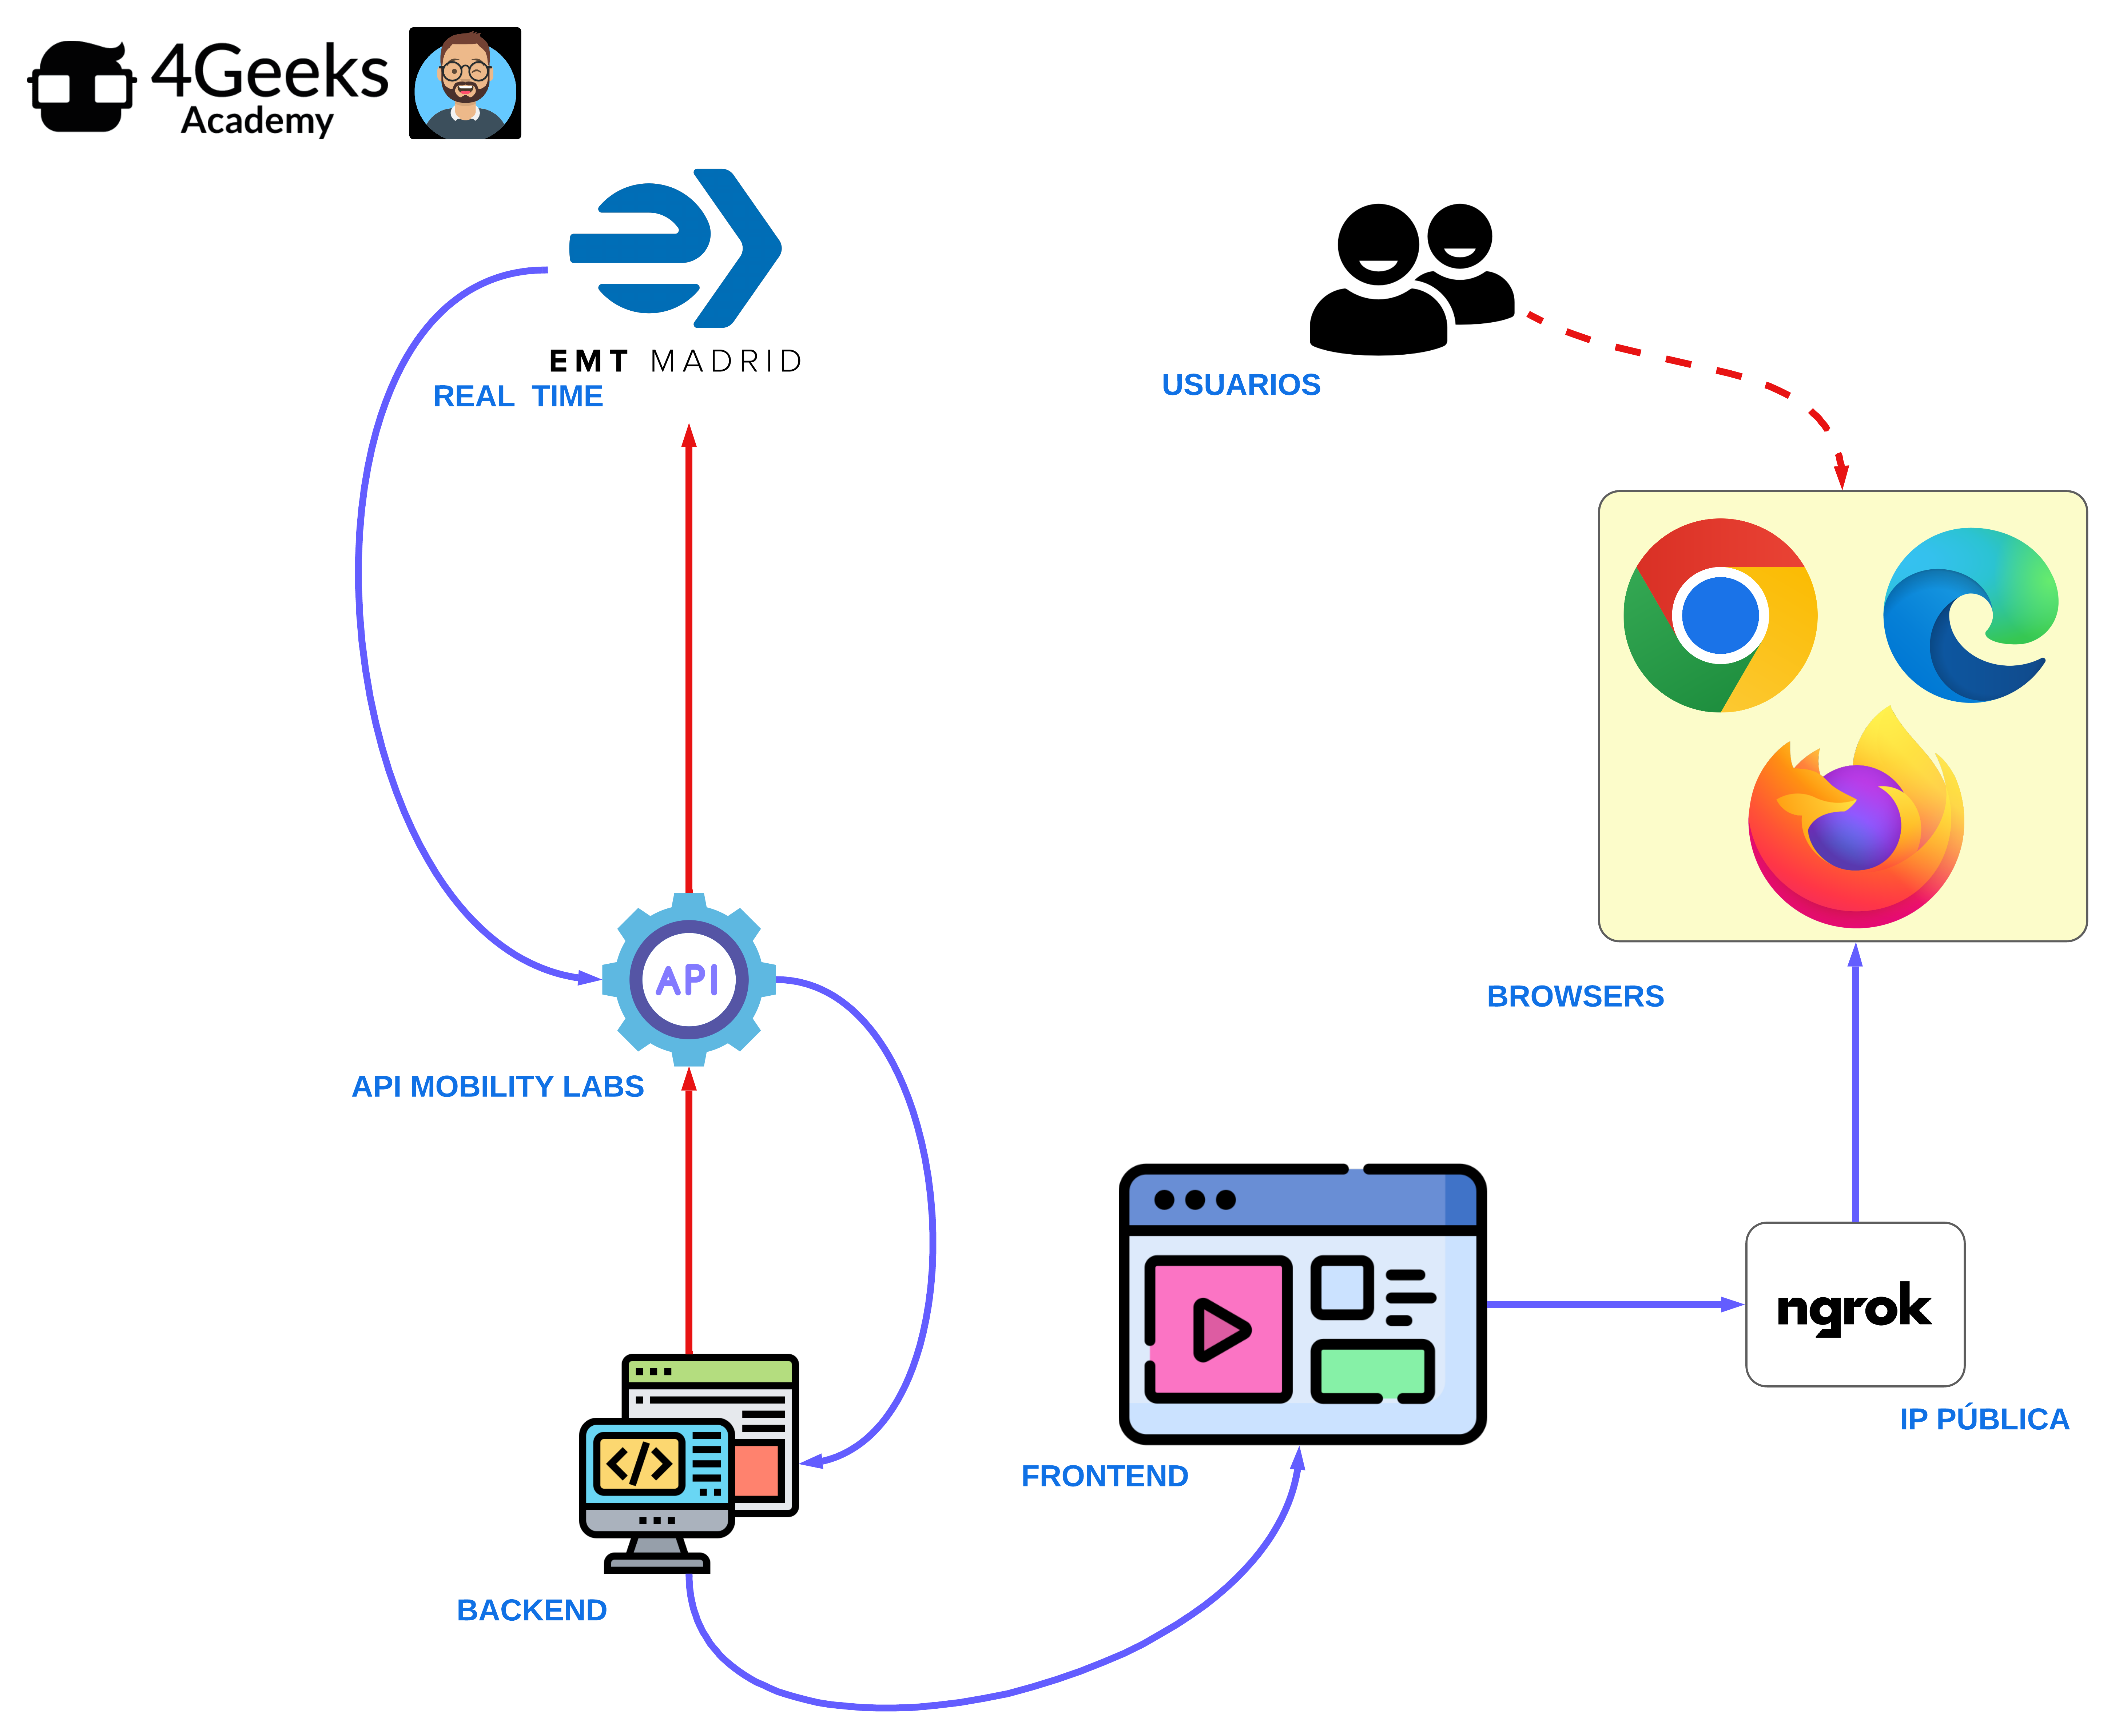 4Geeks
Academy
EMT MADRID
REAL TIME
USUARIOS
API
API MOBILITY LABS
BROWSERS
ngrok
IP PÚBLICA
FRONTEND
BACKEND